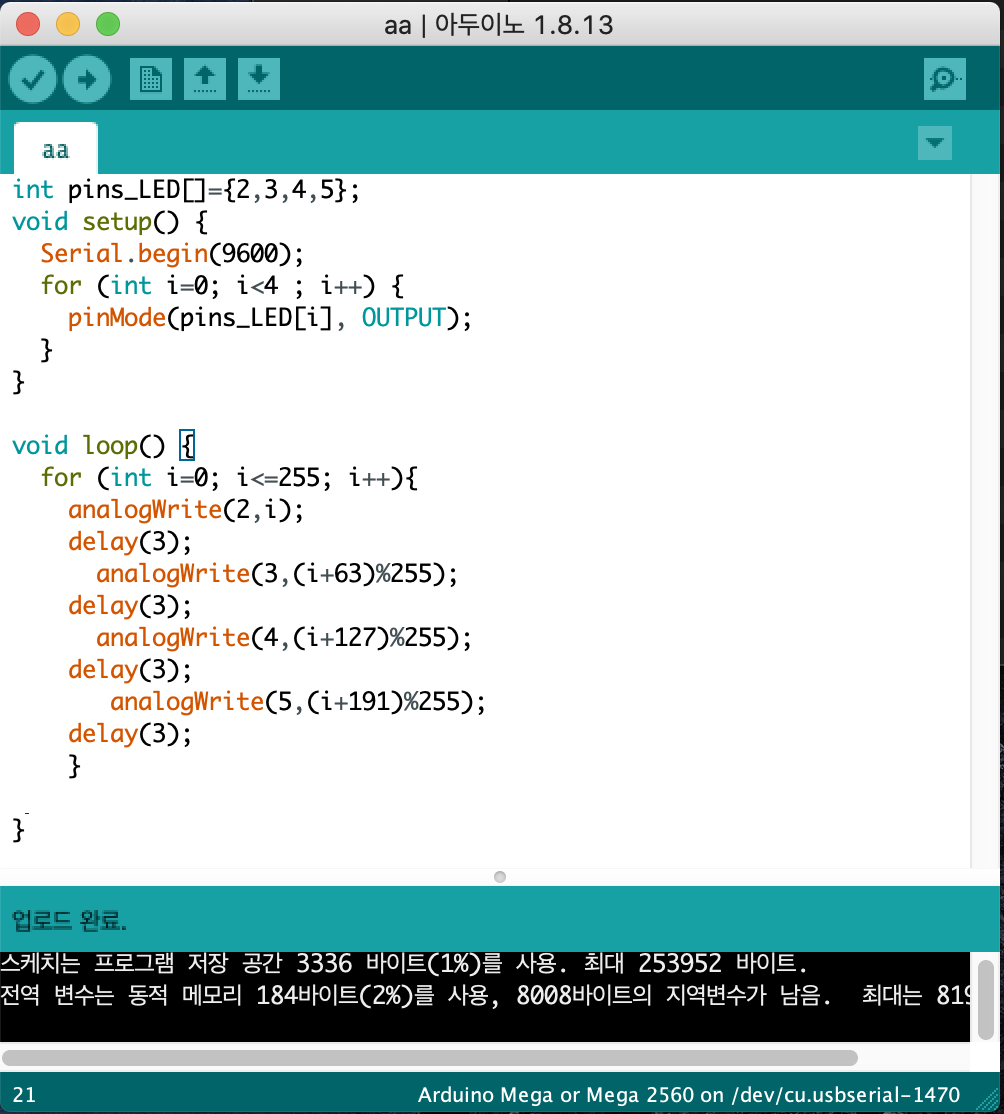 aa | 아두이노 1.8.13
aa
int pins_LED[]={2,3,4,5};
void setup() {
  Serial.begin(9600);
  for (int i=0; i<4 ; i++) {
    pinMode(pins_LED[i], OUTPUT);
  }
}
void loop() {
  for (int i=0; i<=255; i++){
    analogWrite(2,i);
    delay(3);
      analogWrite(3,(i+63)%255);
    delay(3);
      analogWrite(4,(i+127)%255);
    delay(3);
       analogWrite(5,(i+191)%255);
    delay(3);
    }
}
업로드 완료.
스케치는 프로그램 저장 공간 3336 바이트(1%)를 사용. 최대 253952 바이트.
전역 변수는 동적 메모리 184바이트(2%)를 사용, 8008바이트의 지역변수가 남음.  최대는 819
21
Arduino Mega or Mega 2560 on /dev/cu.usbserial-1470